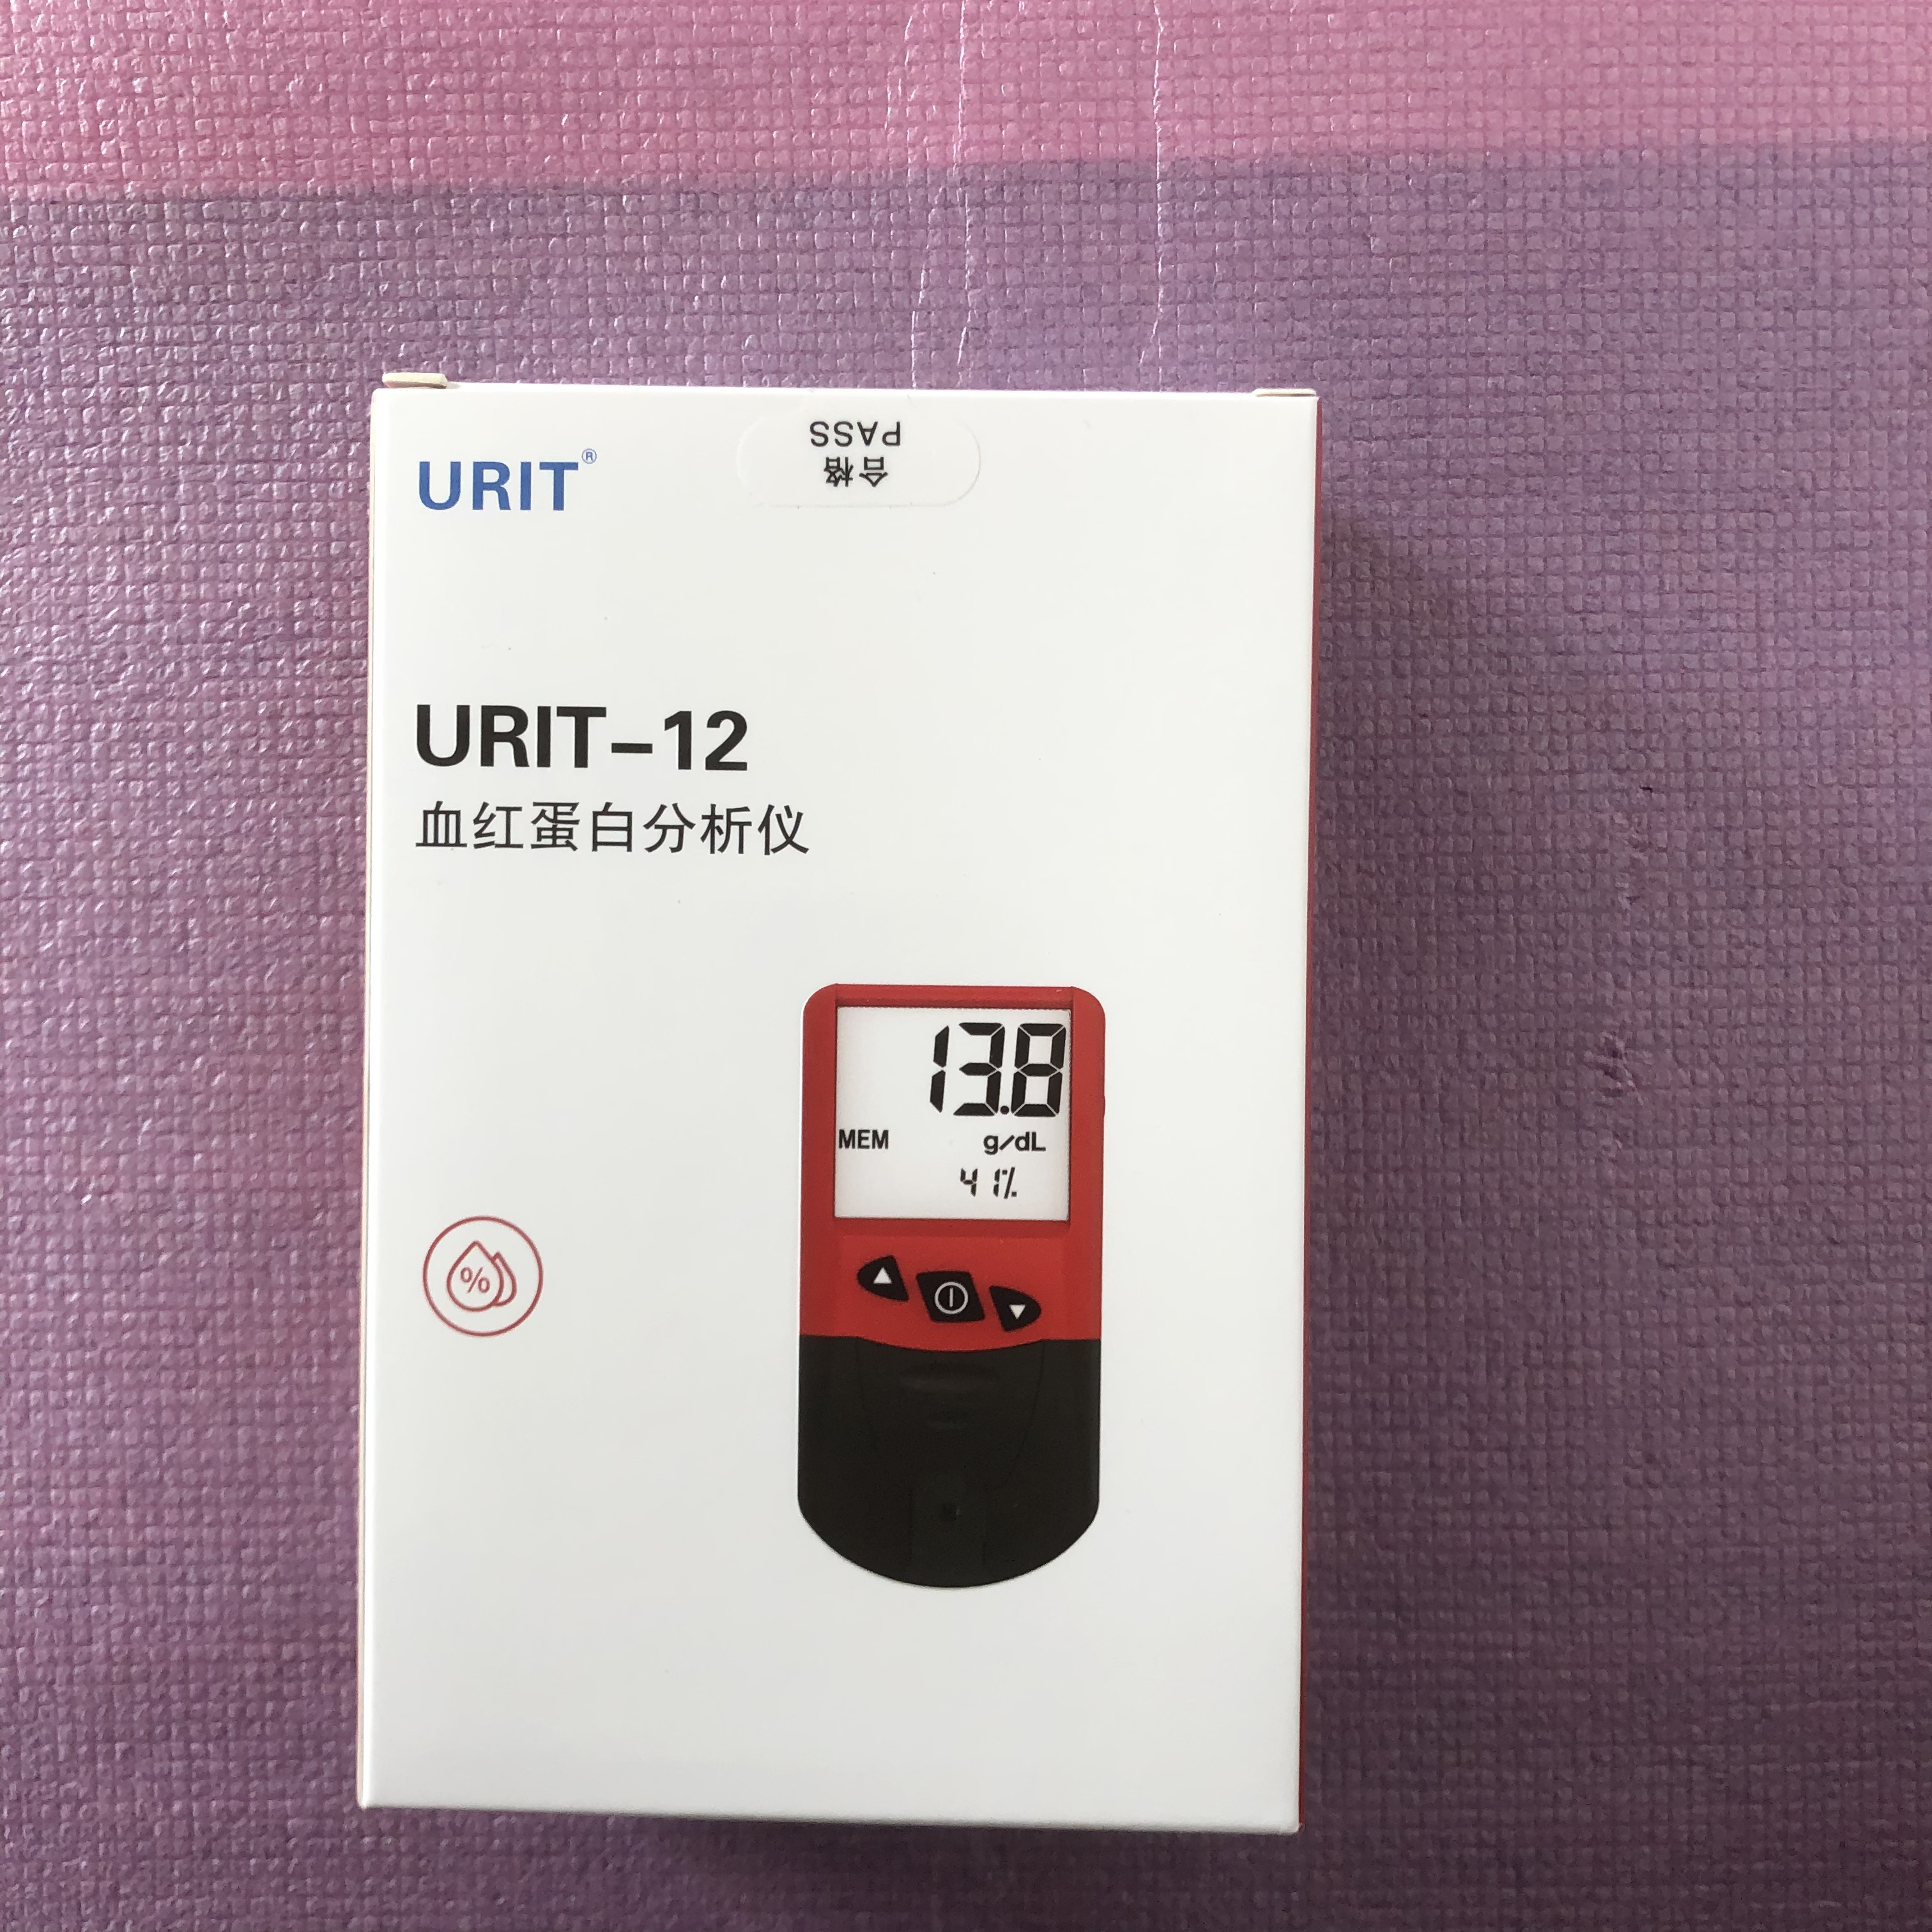 合格
PASS
URIT®
URIT-12
血红蛋白分析仪
13.8
MEM g/dL
41%
%